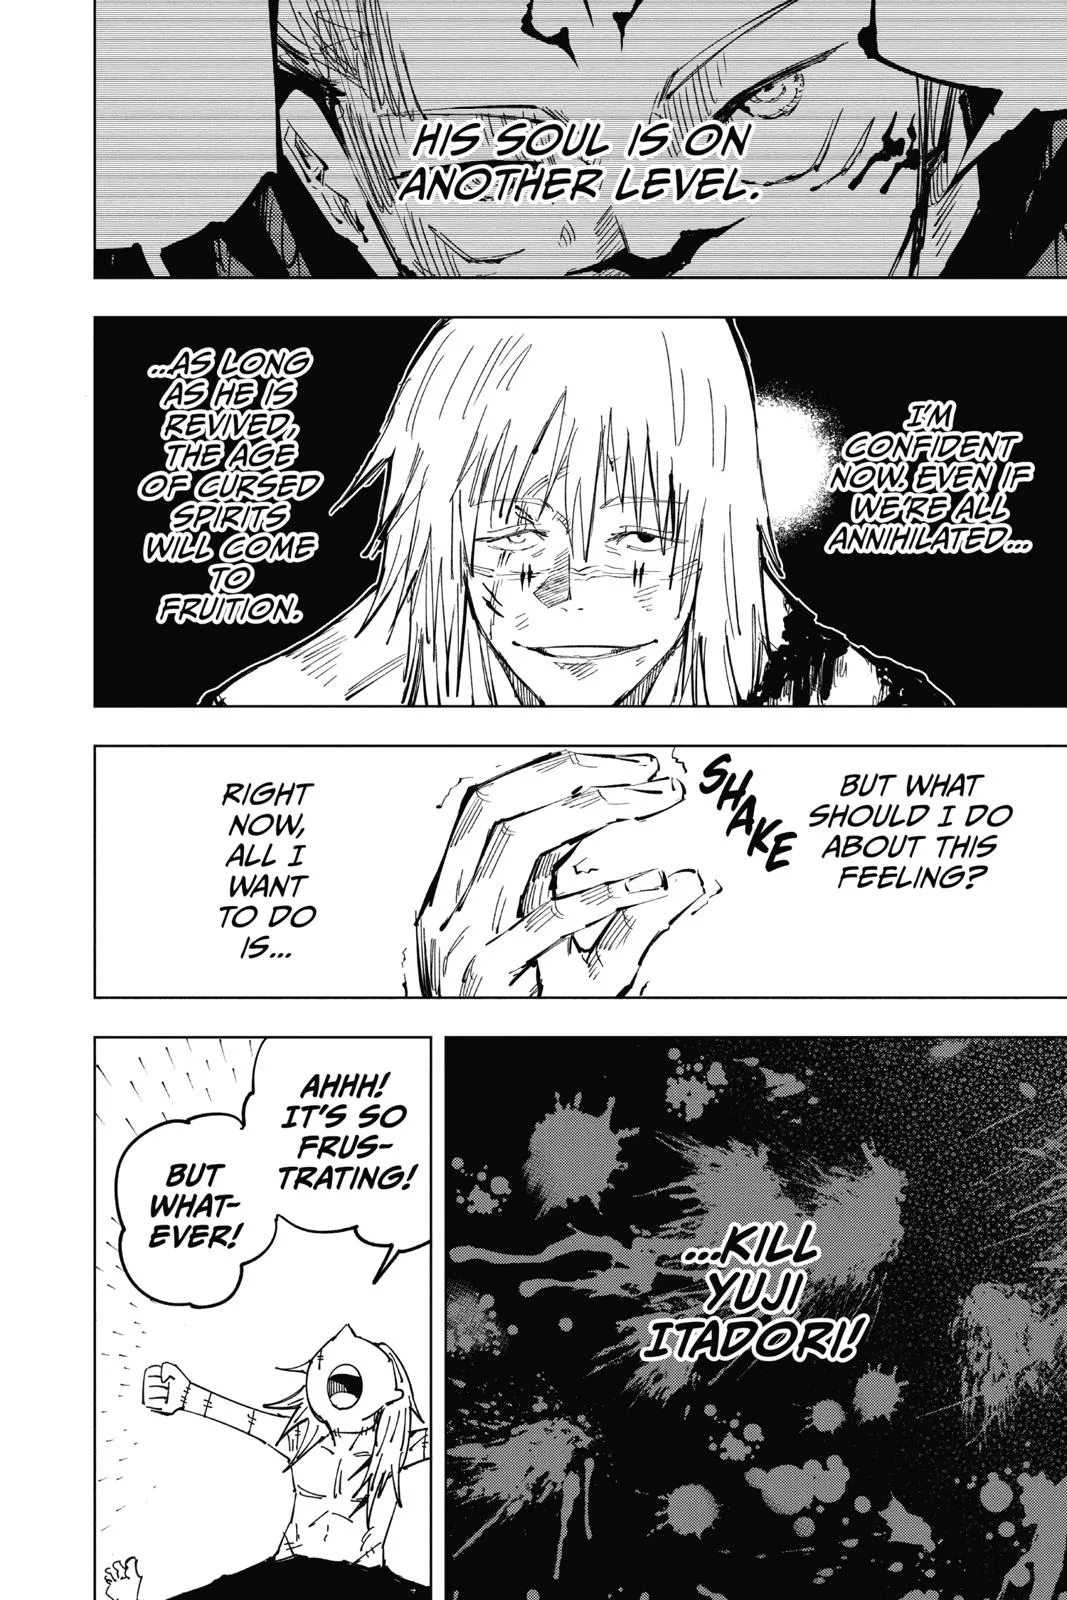 HIS SOUL IS ON
ANOTHER LEVEL.
I'M
CONFIDENT
NOW. EVEN IF
WE'RE ALL
ANNIHILATED...
...AS LONG
AS HE IS
REVIVED,
THE AGE
OF CURSED
SPIRITS
WILL COME
TO
FRUITION.
BUT WHAT
SHOULD I DO
ABOUT THIS
FEELING?
SHAKE
RIGHT
NOW,
ALL I
WANT
TO DO
IS...
...KILL
YUJI
ITADORI!
AHHH!
IT'S SO
FRUS-
TRATING!
BUT
WHAT-
EVER!